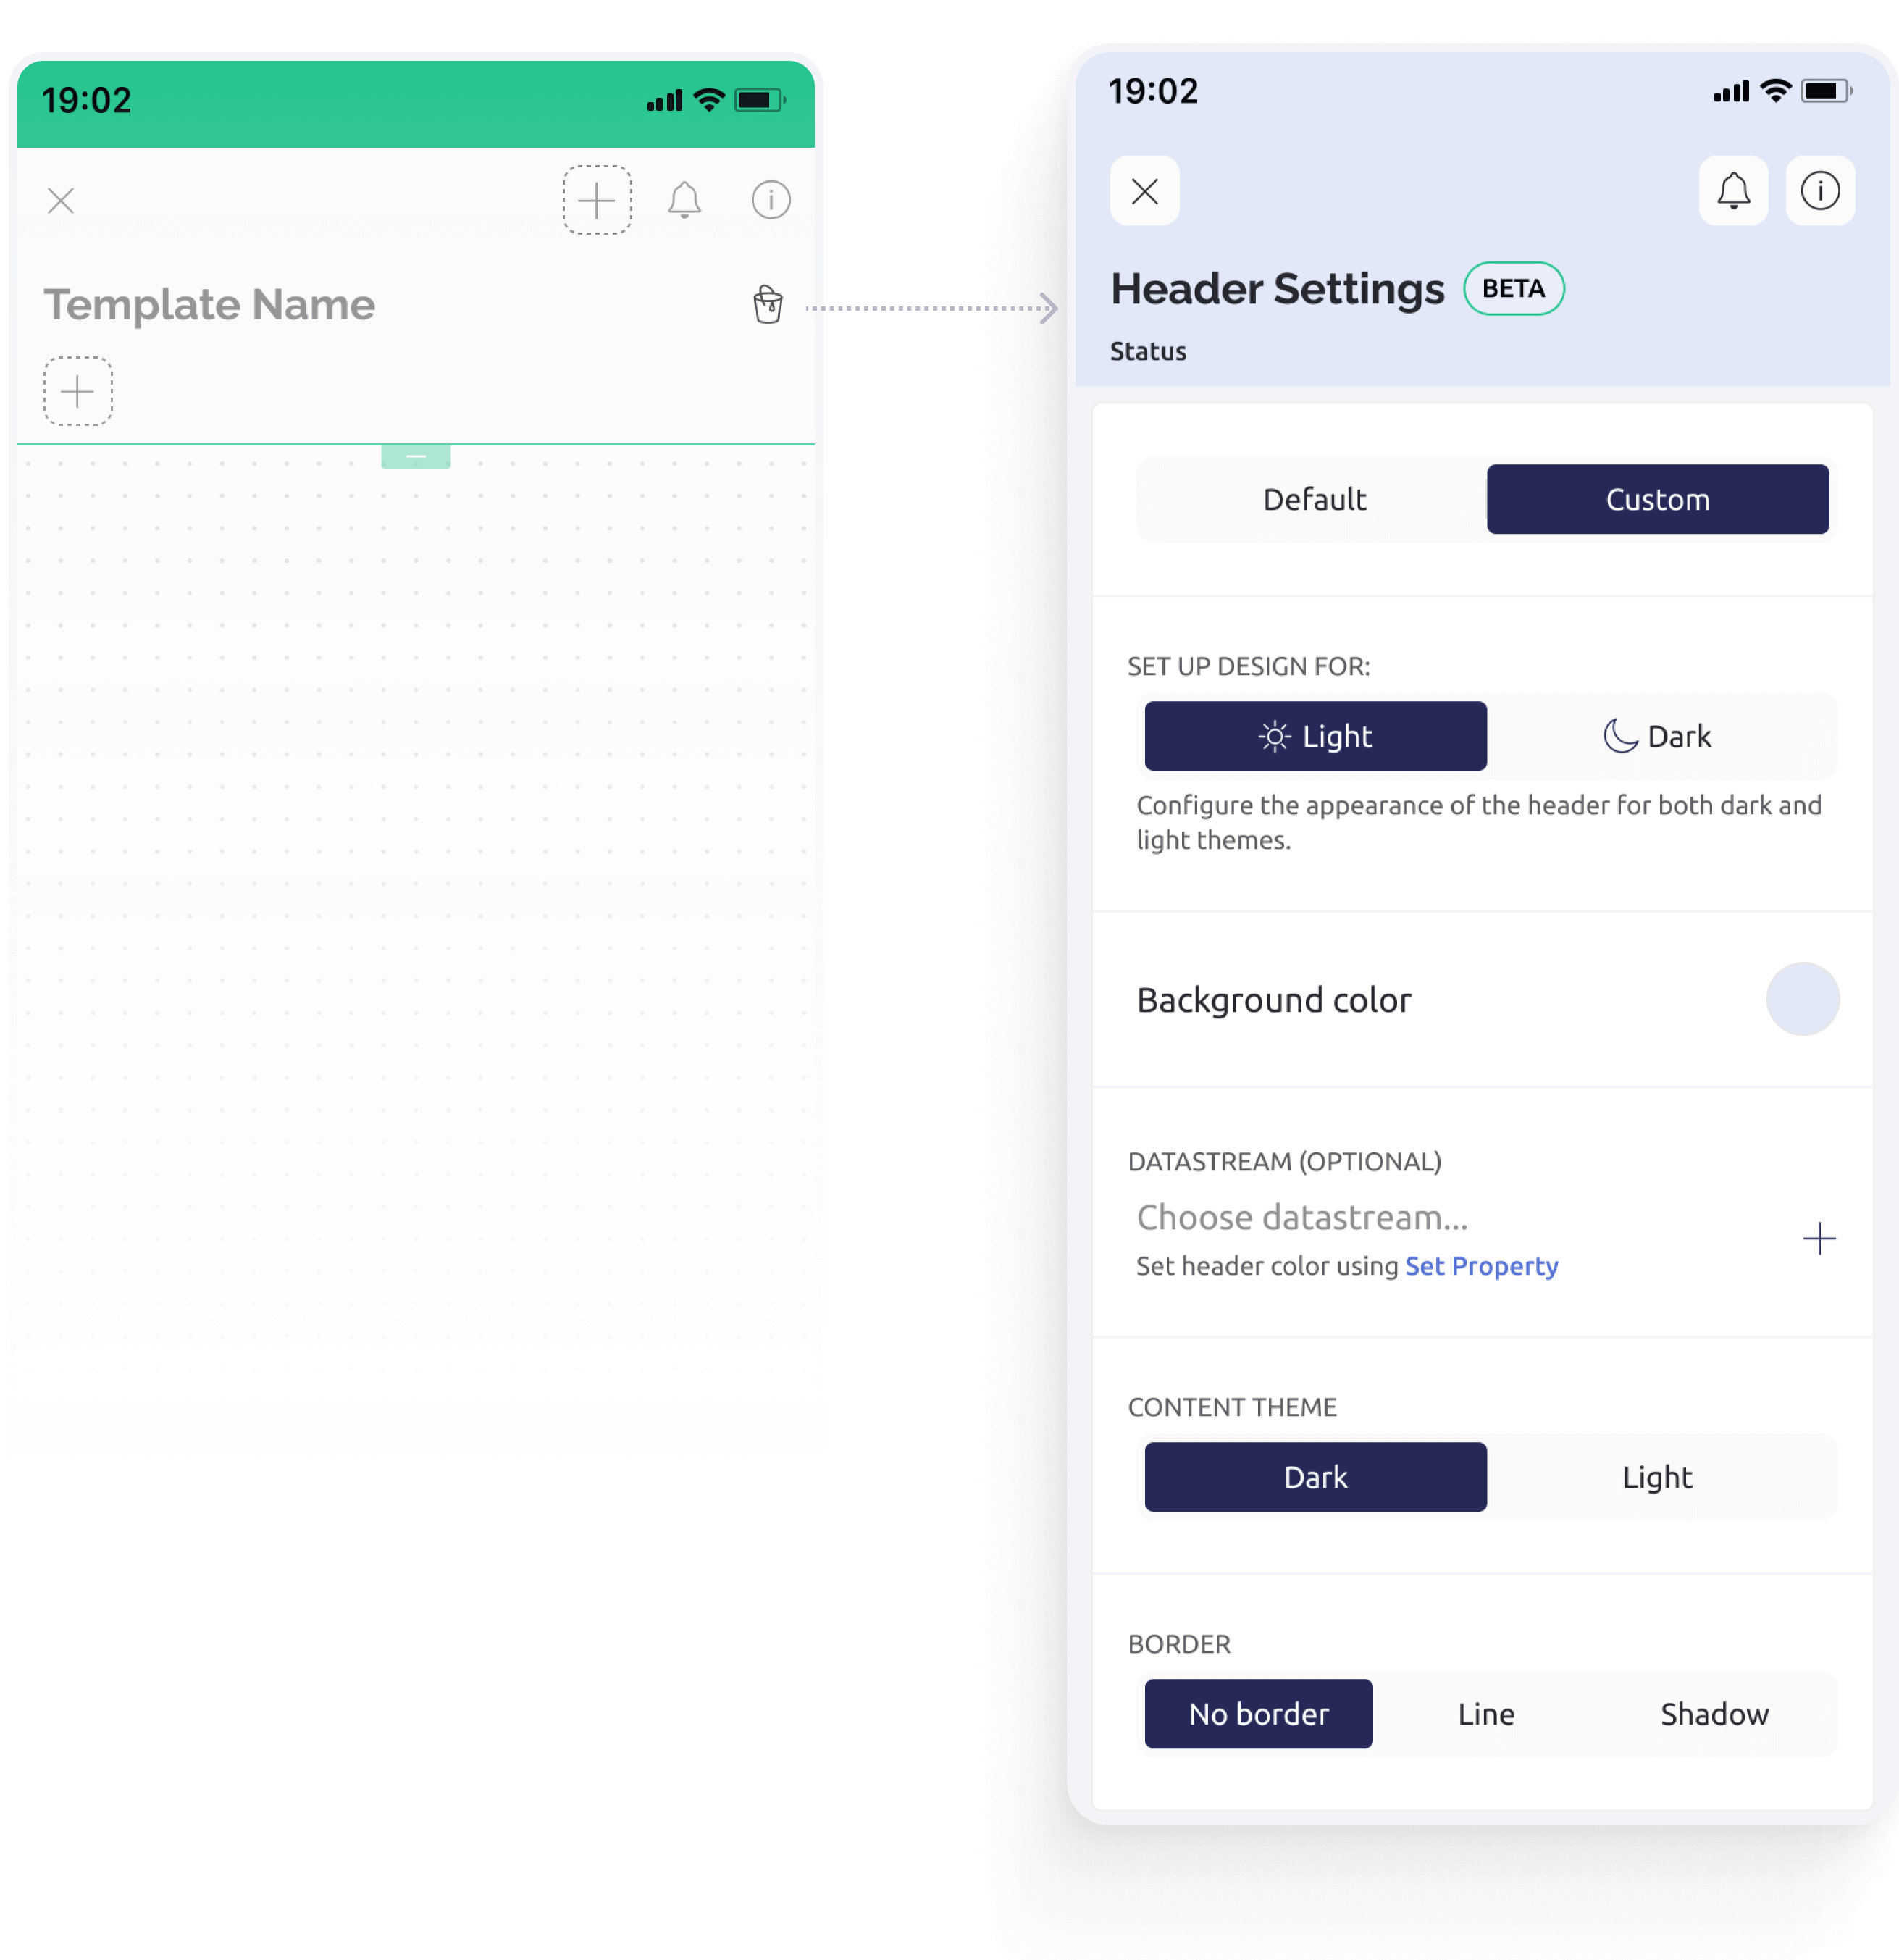 19:02
Template Name
19:02
Header Settings BETA
Status
Default Custom
SET UP DESIGN FOR:
Light Dark
Configure the appearance of the header for both dark and
light themes.
Background color
DATASTREAM (OPTIONAL)
Choose datastream...
Set header color using Set Property
CONTENT THEME
Dark Light
BORDER
No border Line Shadow